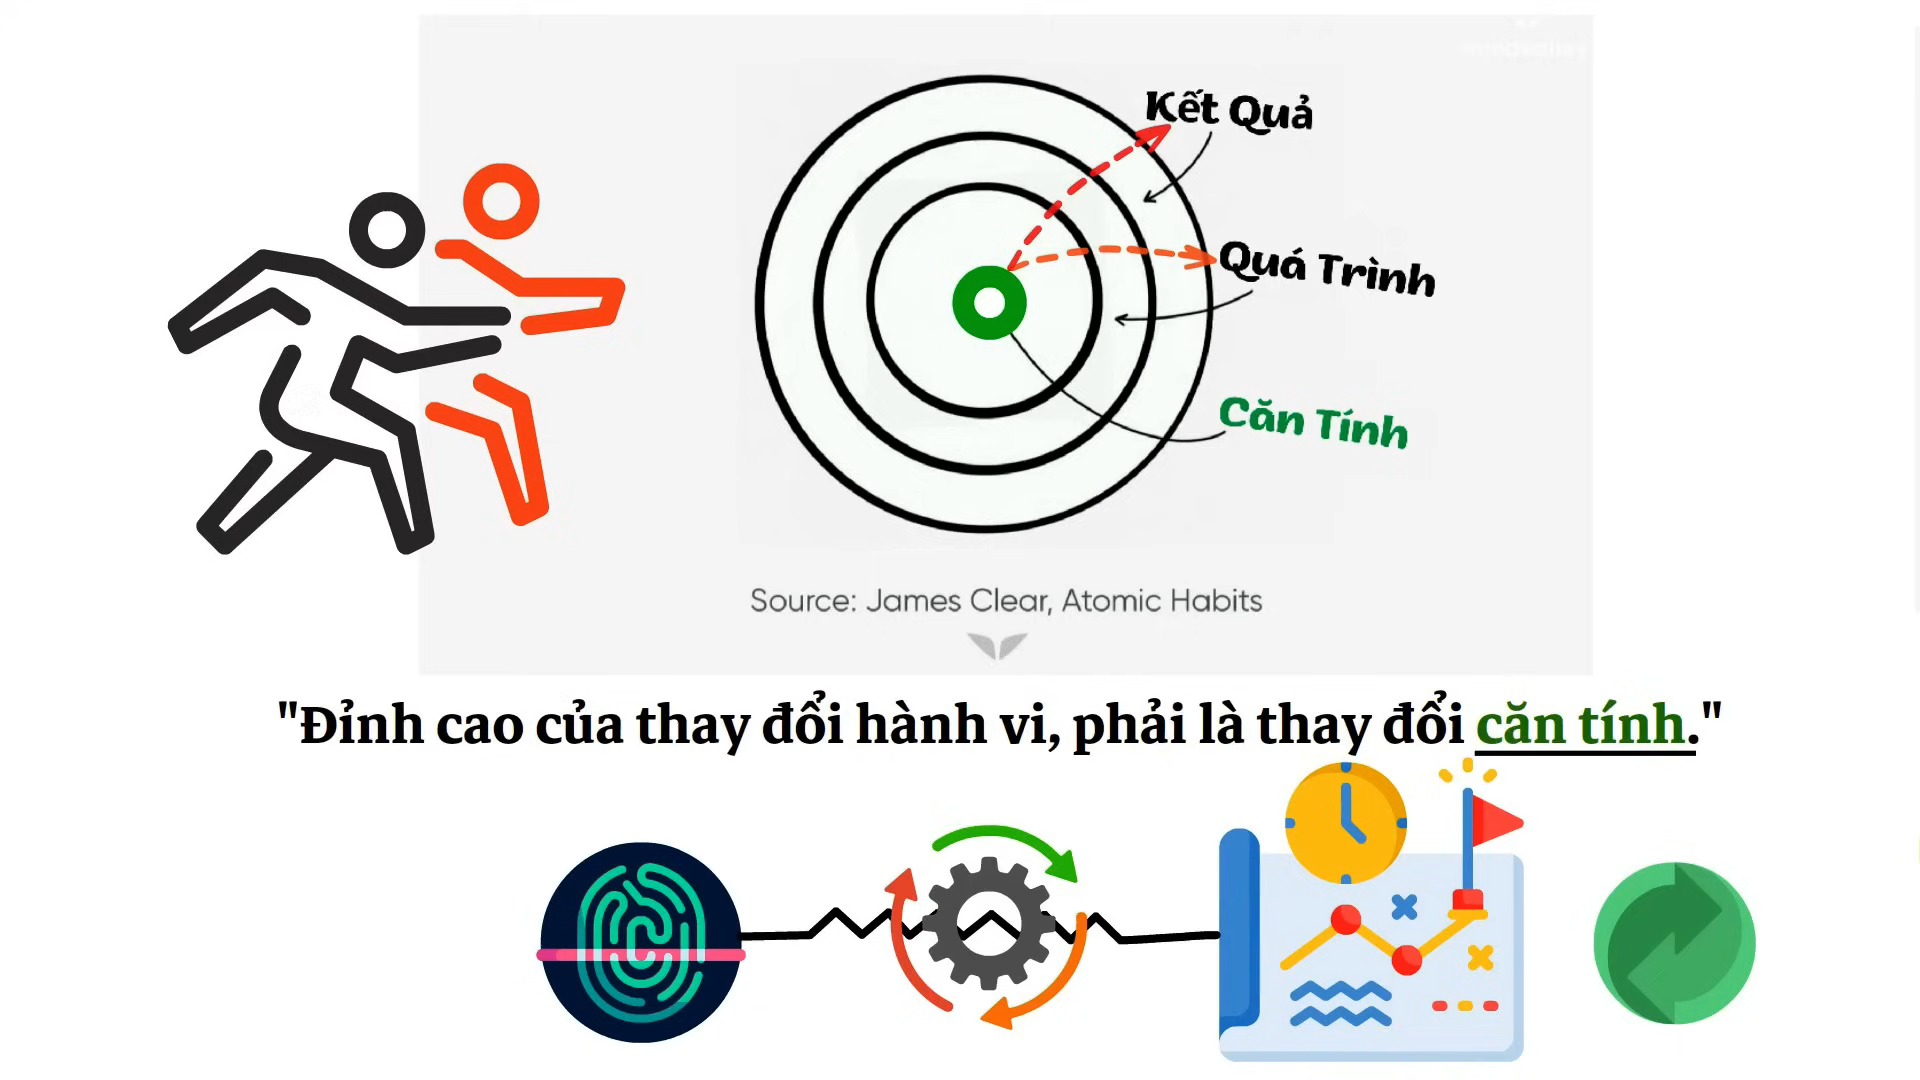 Kết Quả
Quá Trình
Căn Tính
Source: James Clear, Atomic Habits
"Đỉnh cao của thay đổi hành vi, phải là thay đổi căn tính."